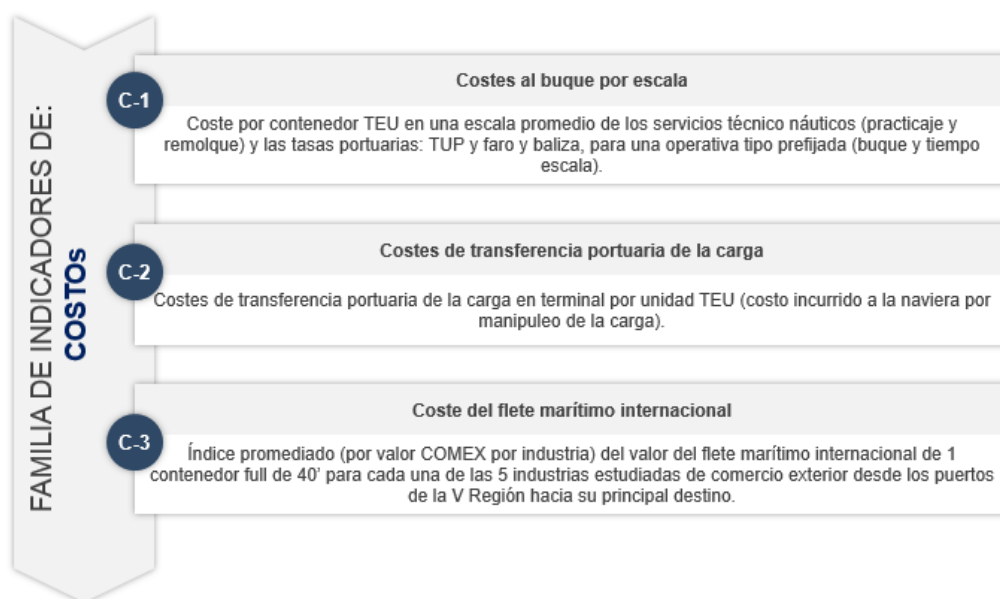 FAMILIA DE INDICADORES DE:
COSTOs
C-1
Costes al buque por escala
Coste por contenedor TEU en una escala promedio de los servicios técnico náuticos (practicaje y
remolque) y las tasas portuarias: TUP y faro y baliza, para una operativa tipo prefijada (buque y tiempo
escala).
C-2
Costes de transferencia portuaria de la carga
Costes de transferencia portuaria de la carga en terminal por unidad TEU (costo incurrido a la naviera por
manipuleo de la carga).
C-3
Coste del flete marítimo internacional
Índice promediado (por valor COMEX por industria) del valor del flete marítimo internacional de 1
contenedor full de 40’ para cada una de las 5 industrias estudiadas de comercio exterior desde los puertos
de la V Región hacia su principal destino.